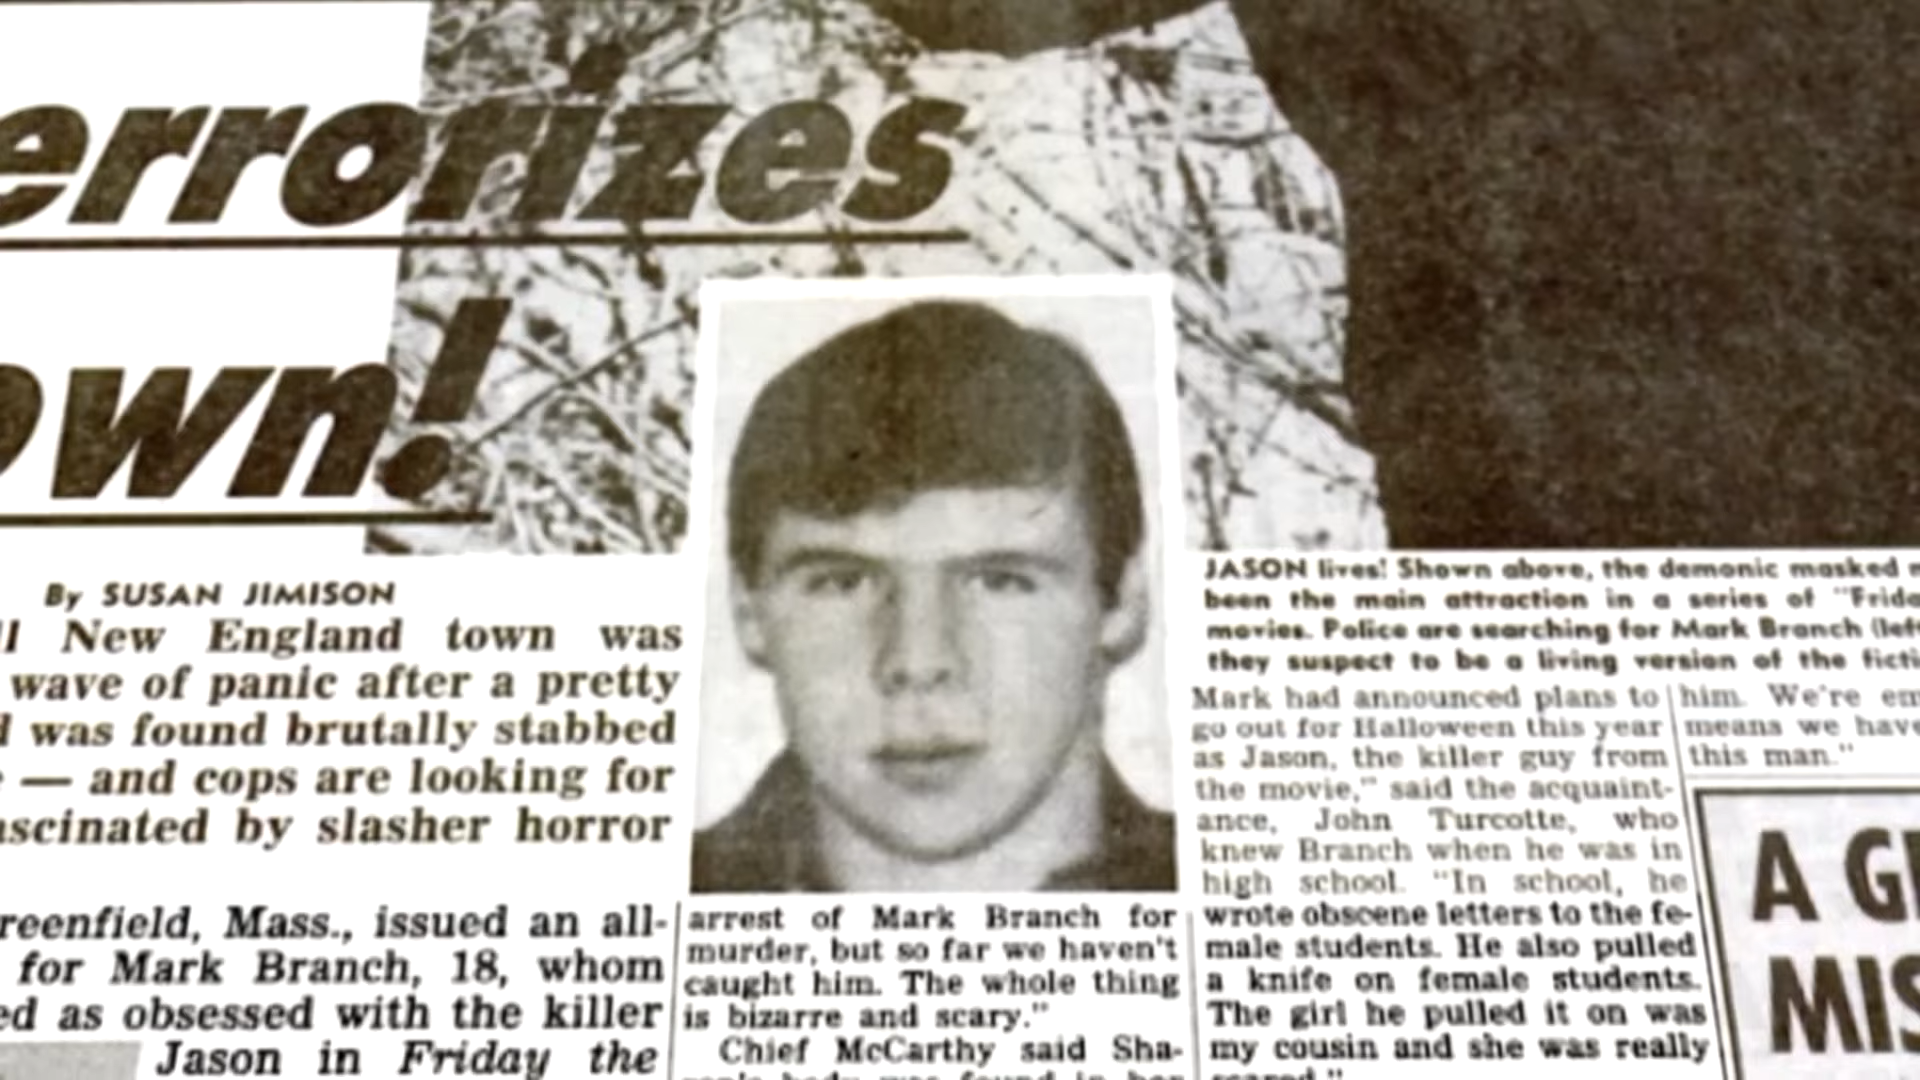 errorizes
own!
By SUSAN JIMISON
ll New England town was
wave of panic after a pretty
d was found brutally stabbed
— and cops are looking for
ascinated by slasher horror
reenfield, Mass., issued an all-
for Mark Branch, 18, whom
ed as obsessed with the killer
Jason in Friday the
arrest of Mark Branch for
murder, but so far we haven't
caught him. The whole thing
is bizarre and scary."
Chief McCarthy said Sha-
JASON lives! Shown above, the demonic masked m
been the main attraction in a series of "Frida
movies. Police are searching for Mark Branch (left
they suspect to be a living version of the ficti
Mark had announced plans to
go out for Halloween this year
as Jason, the killer guy from
the movie," said the acquaint-
ance, John Turcotte, who
knew Branch when he was in
high school. "In school, he
wrote obscene letters to the fe-
male students. He also pulled
a knife on female students.
The girl he pulled it on was
my cousin and she was really
scared."
him. We're em
means we have
this man."
A G
MIS